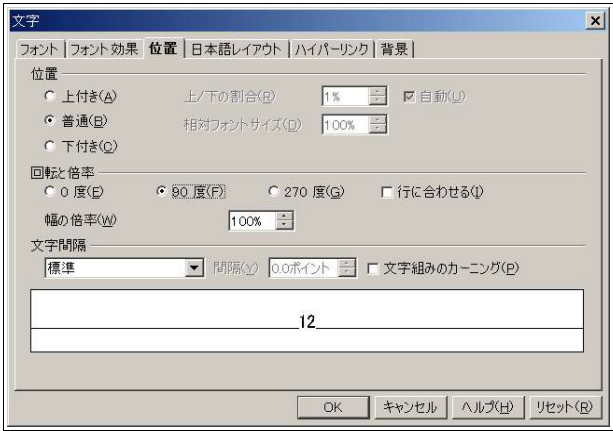 文字
フォント フォント効果 位置 日本語レイアウト ハイパーリンク 背景
位置
上付き(A) 上/下の割合(R) 1% 自動(U)
普通(B) 相対フォントサイズ(D) 100%
下付き(C)
回転と倍率
0 度(E) 90 度(F) 270 度(G) 行に合わせる(I)
幅の倍率(W) 100%
文字間隔
標準 間隔(Y) 0.0ポイント 文字組みのカーニング(P)
12
OK キャンセル ヘルプ(H) リセット(R)